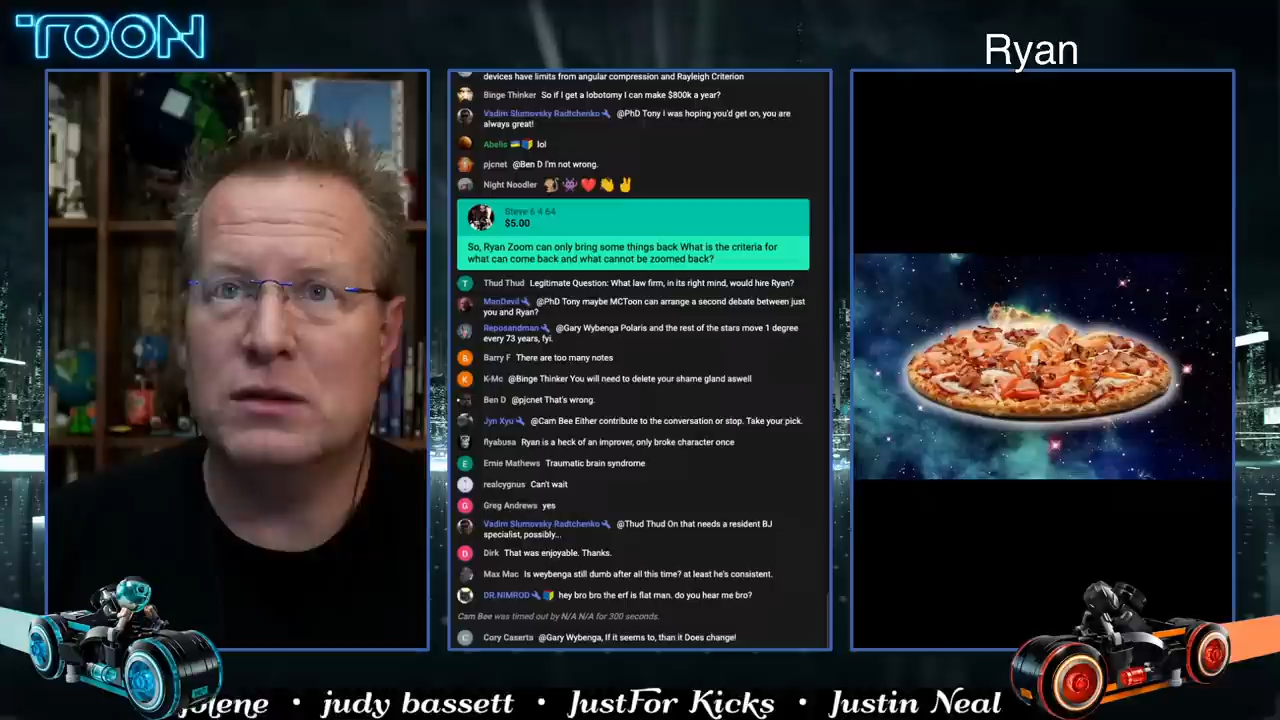 TOON
Ryan
devices have limits from angular compression and Rayleigh Criterion
Binge Thinker So if I get a lobotomy I can make $800k a year?
Vadim Slumovsky Radtchenko @PhD Tony I was hoping you'd get on, you are
always great!
Abelis lol
pjcnet @Ben D I'm not wrong.
Night Noodler
Steve 6 4 64
$5.00
So, Ryan Zoom can only bring some things back What is the criteria for
what can come back and what cannot be zoomed back?
T Thud Thud Legitimate Question: What law firm, in its right mind, would hire Ryan?
ManDevil @PhD Tony maybe MCToon can arrange a second debate between just
you and Ryan?
Reposandman @Gary Wybenga Polaris and the rest of the stars move 1 degree
every 73 years, fyi.
B Barry F There are too many notes
K K-Mc @Binge Thinker You will need to delete your shame gland aswell
Ben D @pjcnet That's wrong.
Jyn Xyu @Cam Bee Either contribute to the conversation or stop. Take your pick.
flyabusa Ryan is a heck of an improver, only broke character once
E Ernie Mathews Traumatic brain syndrome
realcygnus Can't wait
G Greg Andrews yes
Vadim Slumovsky Radtchenko @Thud Thud On that needs a resident BJ
specialist, possibly...
D Dirk That was enjoyable. Thanks.
Max Mac Is weybenga still dumb after all this time? at least he's consistent.
DR.NIMROD hey bro bro the erf is flat man. do you hear me bro?
Cam Bee was timed out by N/A N/A for 300 seconds.
C Cory Caserta @Gary Wybenga, If it seems to, than it Does change!
jolene • judy bassett • JustFor Kicks • Justin Neal